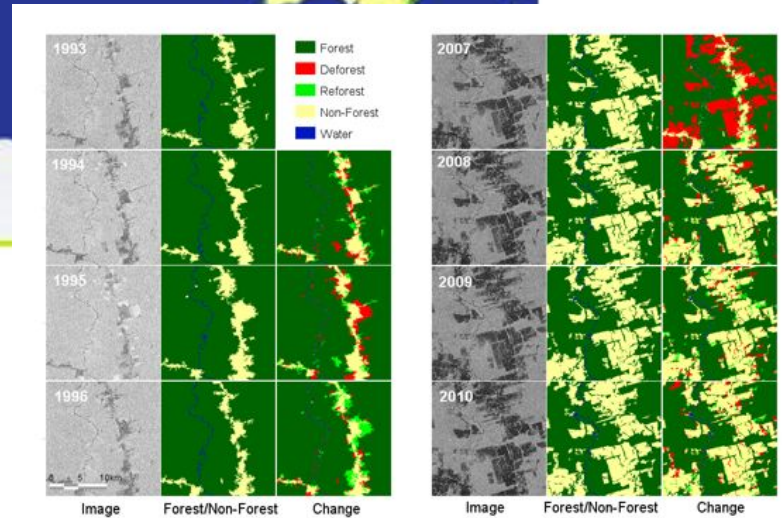 1993
Forest
Deforest
Reforest
Non-Forest
Water
1994
1995
1996
0 5 10km
Image Forest/Non-Forest Change
2007
2008
2009
2010
Image Forest/Non-Forest Change